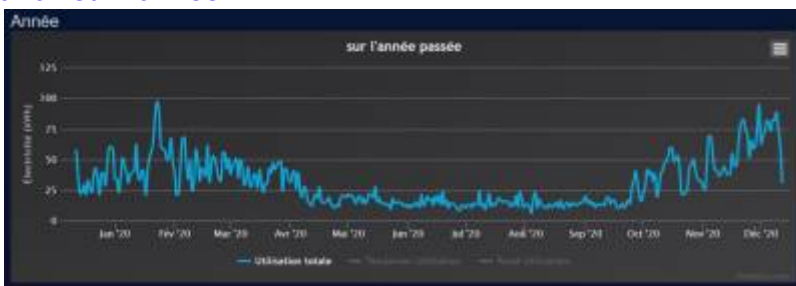 Année
sur l'année passée
125
100
75
50
25
0
Électricité (kWh)
Jan '20
Fév '20
Mar '20
Avr '20
Mai '20
Jun '20
Jul '20
Aoû '20
Sep '20
Oct '20
Nov '20
Déc '20
Utilisation totale